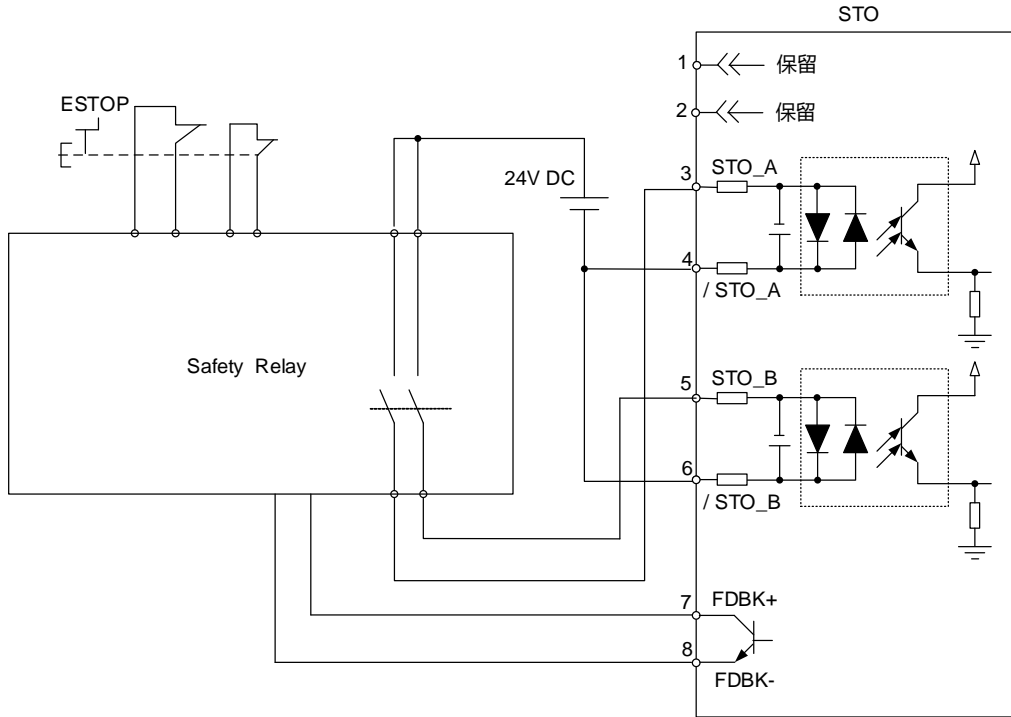 STO
1 保留
ESTOP
2 保留
24V DC
3 STO_A
4
/ STO_A
Safety Relay
5 STO_B
6
/ STO_B
7 FDBK+
8
FDBK-